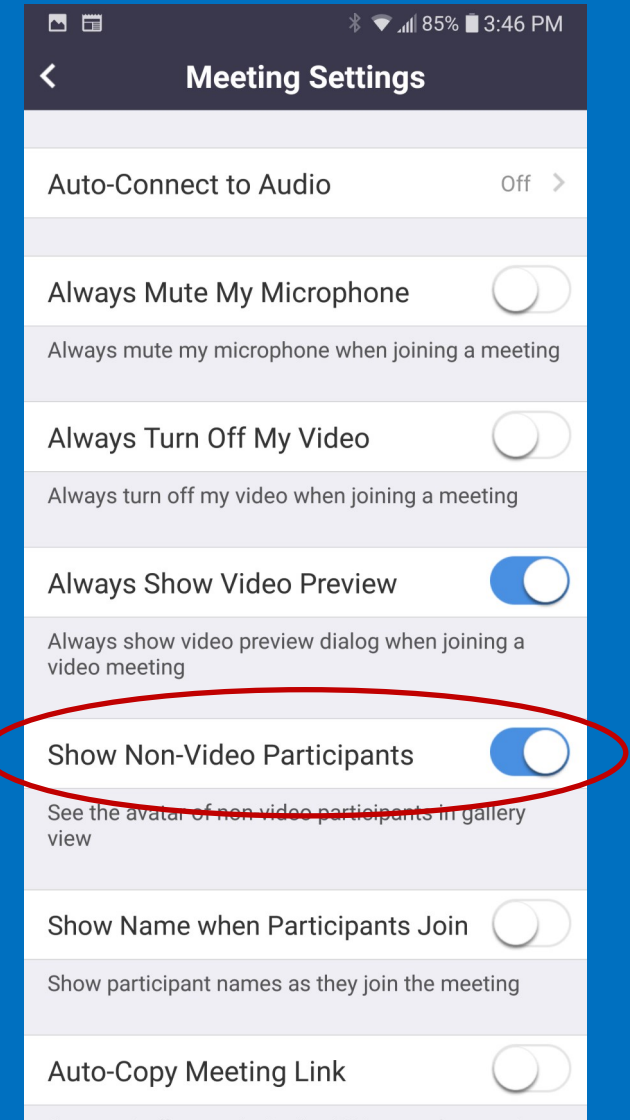 85% 3:46 PM
Meeting Settings
Auto-Connect to Audio Off
Always Mute My Microphone
Always mute my microphone when joining a meeting
Always Turn Off My Video
Always turn off my video when joining a meeting
Always Show Video Preview
Always show video preview dialog when joining a
video meeting
Show Non-Video Participants
See the avatar of non video participants in gallery
view
Show Name when Participants Join
Show participant names as they join the meeting
Auto-Copy Meeting Link